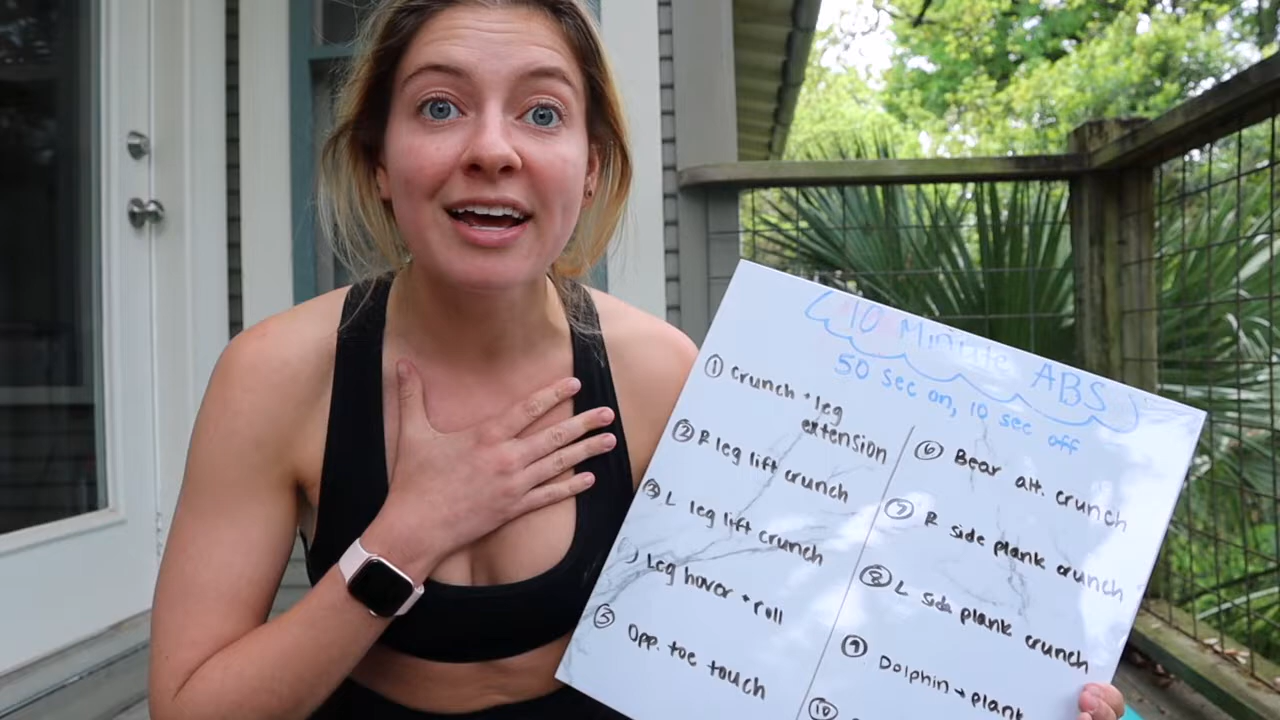 10 Minute ABS
50 sec on, 10 sec off
① Crunch + leg
extension
② R leg lift crunch
③ L leg lift crunch
) Leg hover + roll
⑤ Opp. toe touch
⑥ Bear alt. crunch
⑦ R side plank crunch
⑧ L side plank crunch
⑨ Dolphin → plank
⑩